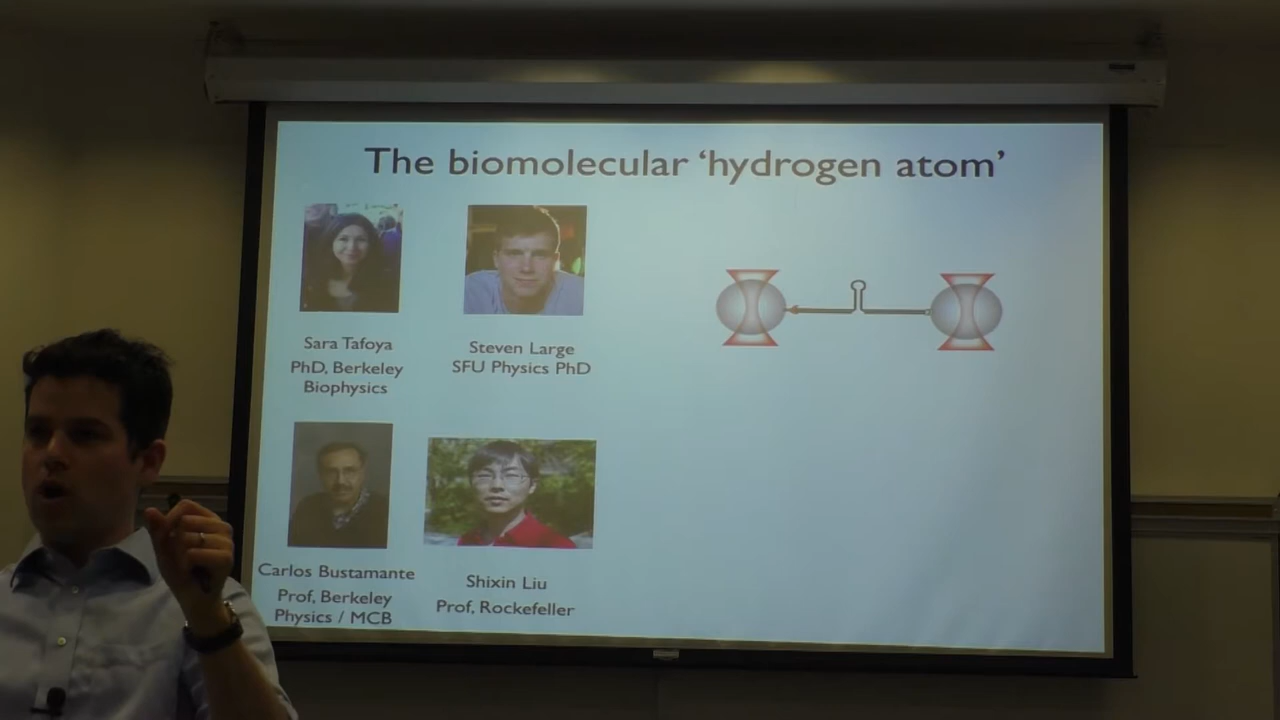 The biomolecular ‘hydrogen atom’
Sara Tafoya
PhD, Berkeley
Biophysics
Steven Large
SFU Physics PhD
Carlos Bustamante
Prof, Berkeley
Physics / MCB
Shixin Liu
Prof, Rockefeller